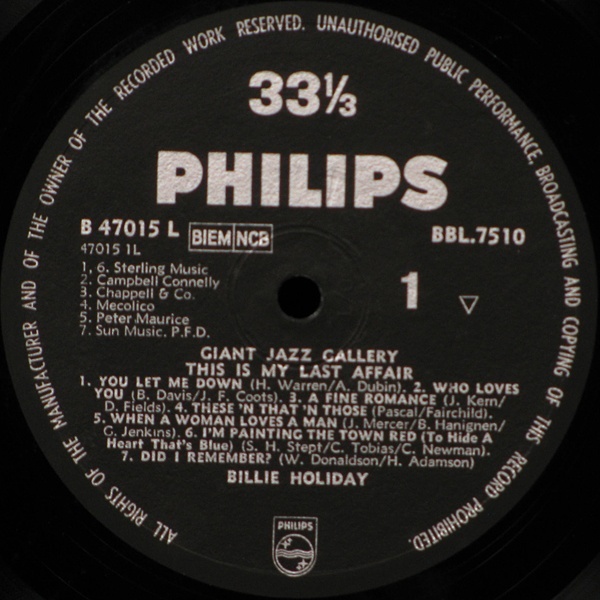 ALL RIGHTS OF THE MANUFACTURER AND OF THE OWNER OF THE RECORDED WORK RESERVED. UNAUTHORISED PUBLIC PERFORMANCE, BROADCASTING AND COPYING OF THIS RECORD PROHIBITED
33⅓
PHILIPS
B 47015 L BIEM NCB BBL.7510
47015 1L
1, 6. Sterling Music
2. Campbell Connelly
3. Chappell & Co.
4. Mecolico
5. Peter Maurice
7. Sun Music. P.F.D.
1 ▽
GIANT JAZZ GALLERY
THIS IS MY LAST AFFAIR
1. YOU LET ME DOWN (H. Warren/A. Dubin). 2. WHO LOVES
YOU (B. Davis/J. F. Coots). 3. A FINE ROMANCE (J. Kern/
D. Fields). 4. THESE 'N THAT 'N THOSE (Pascal/Fairchild).
5. WHEN A WOMAN LOVES A MAN (J. Mercer/B. Hanignen/
G. Jenkins). 6. I'M PAINTING THE TOWN RED (To Hide A
Heart That's Blue) (S. H. Stept/C. Tobias/C. Newman).
7. DID I REMEMBER? (W. Donaldson/H. Adamson)
BILLIE HOLIDAY
PHILIPS